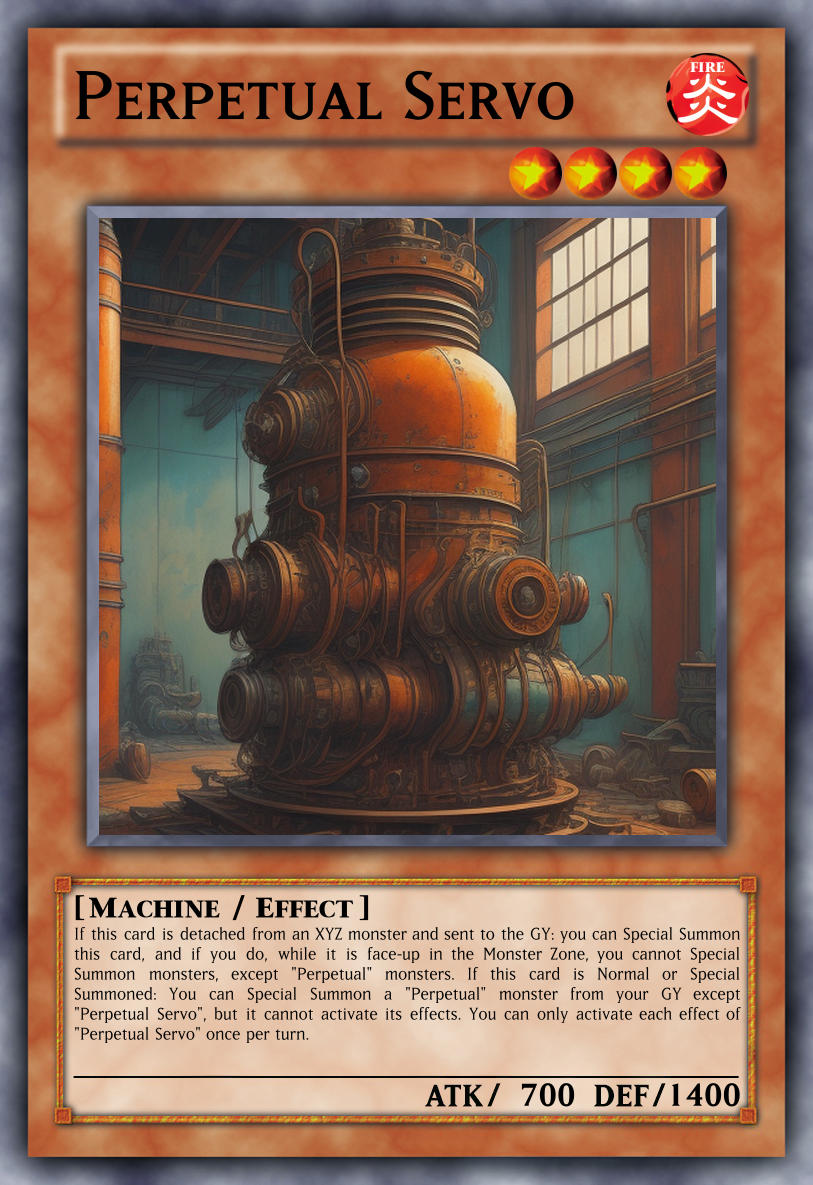 Perpetual Servo
FIRE
炎
[Machine / Effect]
If this card is detached from an XYZ monster and sent to the GY: you can Special Summon
this card, and if you do, while it is face-up in the Monster Zone, you cannot Special
Summon monsters, except "Perpetual" monsters. If this card is Normal or Special
Summoned: You can Special Summon a "Perpetual" monster from your GY except
"Perpetual Servo", but it cannot activate its effects. You can only activate each effect of
"Perpetual Servo" once per turn.
ATK/ 700 DEF/1400